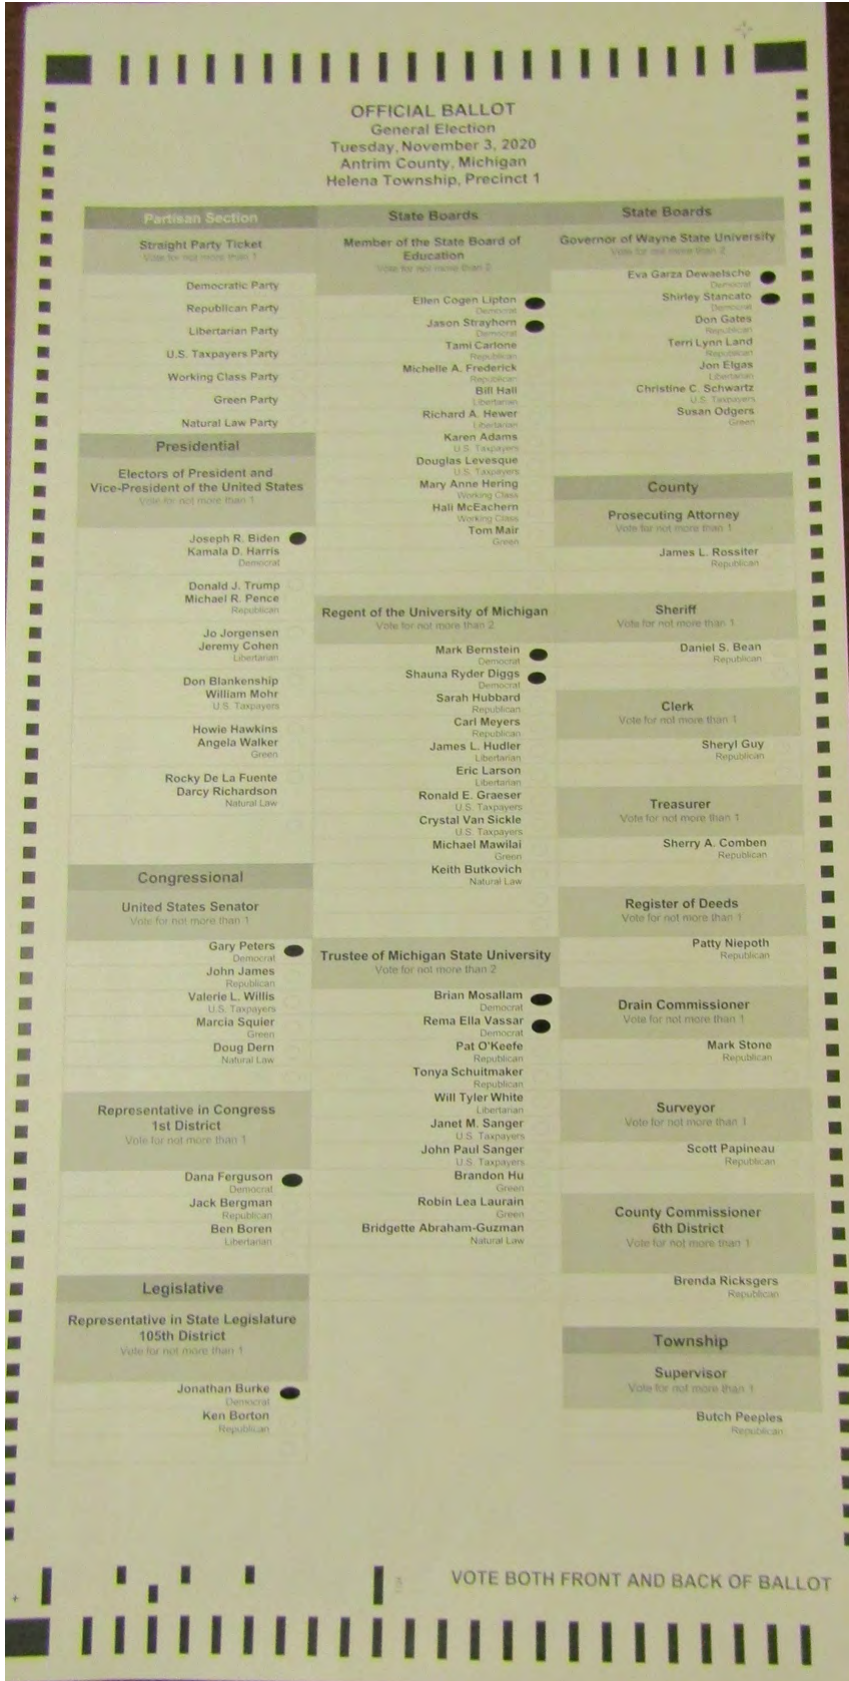 OFFICIAL BALLOT
General Election
Tuesday, November 3, 2020
Antrim County, Michigan
Helena Township, Precinct 1
Partisan Section
Straight Party Ticket
Vote for not more than 1
Democratic Party
Republican Party
Libertarian Party
U.S. Taxpayers Party
Working Class Party
Green Party
Natural Law Party
Presidential
Electors of President and
Vice-President of the United States
Vote for not more than 1
Joseph R. Biden
Kamala D. Harris
Democrat
Donald J. Trump
Michael R. Pence
Republican
Jo Jorgensen
Jeremy Cohen
Libertarian
Don Blankenship
William Mohr
U.S. Taxpayers
Howie Hawkins
Angela Walker
Green
Rocky De La Fuente
Darcy Richardson
Natural Law
Congressional
United States Senator
Vote for not more than 1
Gary Peters
Democrat
John James
Republican
Valerie L. Willis
U.S. Taxpayers
Marcia Squier
Green
Doug Dern
Natural Law
Representative in Congress
1st District
Vote for not more than 1
Dana Ferguson
Democrat
Jack Bergman
Republican
Ben Boren
Libertarian
Legislative
Representative in State Legislature
105th District
Vote for not more than 1
Jonathan Burke
Democrat
Ken Borton
Republican
State Boards
Member of the State Board of
Education
Vote for not more than 2
Ellen Cogen Lipton
Democrat
Jason Strayhorn
Democrat
Tami Carlone
Republican
Michelle A. Frederick
Republican
Bill Hall
Libertarian
Richard A. Hewer
Libertarian
Karen Adams
U.S. Taxpayers
Douglas Levesque
U.S. Taxpayers
Mary Anne Hering
Working Class
Hali McEachern
Working Class
Tom Mair
Green
Regent of the University of Michigan
Vote for not more than 2
Mark Bernstein
Democrat
Shauna Ryder Diggs
Democrat
Sarah Hubbard
Republican
Carl Meyers
Republican
James L. Hudler
Libertarian
Eric Larson
Libertarian
Ronald E. Graeser
U.S. Taxpayers
Crystal Van Sickle
U.S. Taxpayers
Michael Mawilai
Green
Keith Butkovich
Natural Law
Trustee of Michigan State University
Vote for not more than 2
Brian Mosallam
Democrat
Rema Ella Vassar
Democrat
Pat O'Keefe
Republican
Tonya Schuitmaker
Republican
Will Tyler White
Libertarian
Janet M. Sanger
U.S. Taxpayers
John Paul Sanger
U.S. Taxpayers
Brandon Hu
Green
Robin Lea Laurain
Green
Bridgette Abraham-Guzman
Natural Law
State Boards
Governor of Wayne State University
Vote for not more than 2
Eva Garza Dewaelsche
Democrat
Shirley Stancato
Democrat
Don Gates
Republican
Terri Lynn Land
Republican
Jon Elgas
Libertarian
Christine C. Schwartz
U.S. Taxpayers
Susan Odgers
Green
County
Prosecuting Attorney
Vote for not more than 1
James L. Rossiter
Republican
Sheriff
Vote for not more than 1
Daniel S. Bean
Republican
Clerk
Vote for not more than 1
Sheryl Guy
Republican
Treasurer
Vote for not more than 1
Sherry A. Comben
Republican
Register of Deeds
Vote for not more than 1
Patty Niepoth
Republican
Drain Commissioner
Vote for not more than 1
Mark Stone
Republican
Surveyor
Vote for not more than 1
Scott Papineau
Republican
County Commissioner
6th District
Vote for not more than 1
Brenda Ricksgers
Republican
Township
Supervisor
Vote for not more than 1
Butch Peeples
Republican
VOTE BOTH FRONT AND BACK OF BALLOT